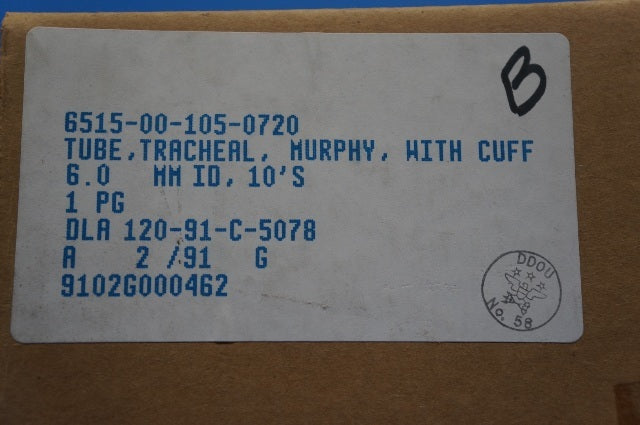 B
6515-00-105-0720
TUBE,TRACHEAL, MURPHY, WITH CUFF
6.0 MM ID, 10'S
1 PG
DLA 120-91-C-5078
A 2 /91 G
9102G000462
DDOU
No. 58